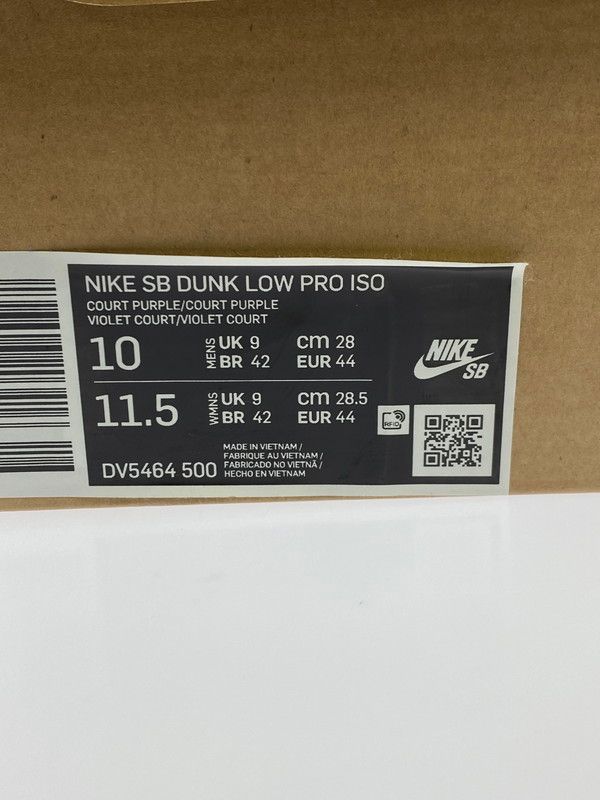 NIKE SB DUNK LOW PRO ISO
COURT PURPLE/COURT PURPLE
VIOLET COURT/VIOLET COURT
10 MENS UK 9 CM 28
BR 42 EUR 44
11.5 WMNS UK 9 CM 28.5
BR 42 EUR 44
DV5464 500
MADE IN VIETNAM /
FABRIQUE AU VIETNAM /
FABRICADO NO VIETNÃ /
HECHO EN VIETNAM
RFID
NIKE
SB